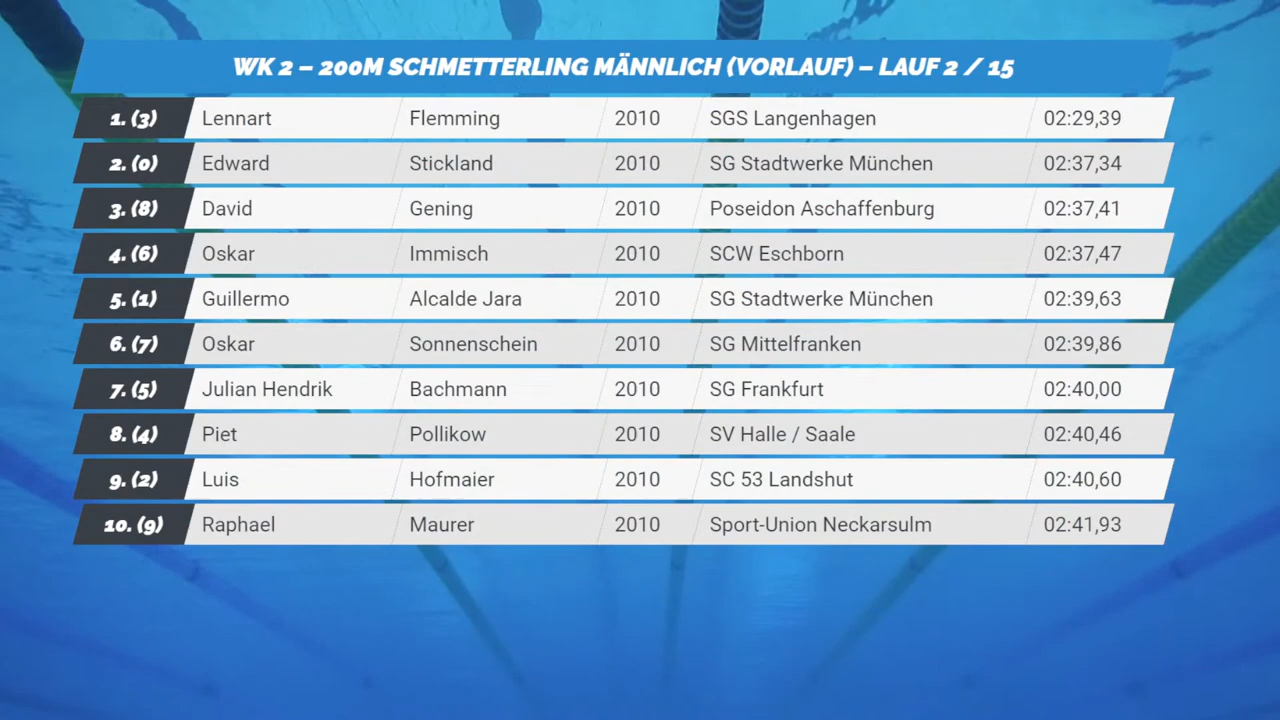 WK 2 – 200M SCHMETTERLING MÄNNLICH (VORLAUF) – LAUF 2 / 15
1. (3) Lennart Flemming 2010 SGS Langenhagen 02:29,39
2. (0) Edward Stickland 2010 SG Stadtwerke München 02:37,34
3. (8) David Gening 2010 Poseidon Aschaffenburg 02:37,41
4. (6) Oskar Immisch 2010 SCW Eschborn 02:37,47
5. (1) Guillermo Alcalde Jara 2010 SG Stadtwerke München 02:39,63
6. (7) Oskar Sonnenschein 2010 SG Mittelfranken 02:39,86
7. (5) Julian Hendrik Bachmann 2010 SG Frankfurt 02:40,00
8. (4) Piet Pollikow 2010 SV Halle / Saale 02:40,46
9. (2) Luis Hofmaier 2010 SC 53 Landshut 02:40,60
10. (9) Raphael Maurer 2010 Sport-Union Neckarsulm 02:41,93